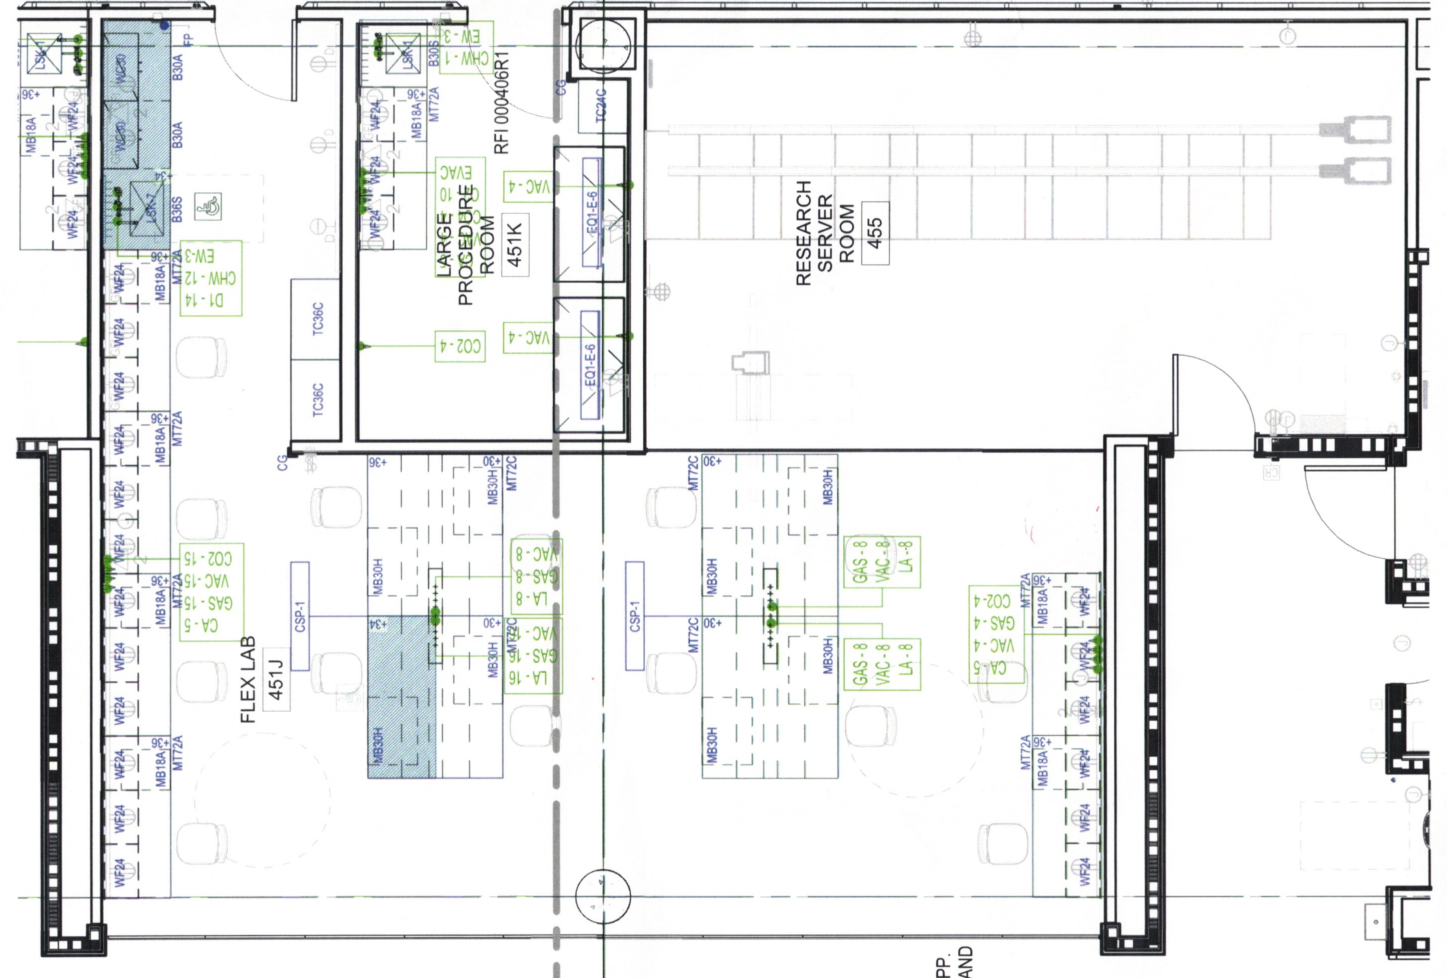 LSK-1
+36
MB18A
WF24
WF24
WF24
FP
W230
B30A
W230
B30A
LSK-7
B36S
EW-3
CHW - 12
D1 - 14
LSK-1
B30S
EW - 3
CHW - 1
+36
MB18A
MT72A
WF24
WF24
WF24
RFI 000406R1
EVAC
LARGE
PROSEDURE
ROOM
451K
CO2 - 4
VAC - 4
VAC - 4
CG
TC24C
EQ1-E-6
EQ1-E-6
RESEARCH
SERVER
ROOM
455
TC36C
TC36C
CG
WF24
+36
MB18A
MT72A
WF24
WF24
WF24
+36
MB18A
MT72A
WF24
WF24
WF24
+36
MB18A
MT72A
WF24
WF24
WF24
+36
MB18A
MT72A
WF24
WF24
CO2 - 15
VAC - 15
GAS - 15
CA - 5
FLEX LAB
451J
CSP-1
+36
+30
MB30H
MT72C
MB30H
+34
+30
MB30H
MT72C
MB30H
VAC - 8
GAS - 8
LA - 8
GAS - 16
LA - 16
CSP-1
+30
MT72C
MB30H
MB30H
+30
MT72C
MB30H
MB30H
GAS - 8
VAC - 8
LA - 8
GAS - 8
VAC - 8
LA - 8
CO2 - 4
GAS - 4
VAC - 4
CA - 5
+36
MB18A
MT72A
WF24
WF24
WF24
+36
MB18A
MT72A
WF24
WF24
WF24
PP.
AND